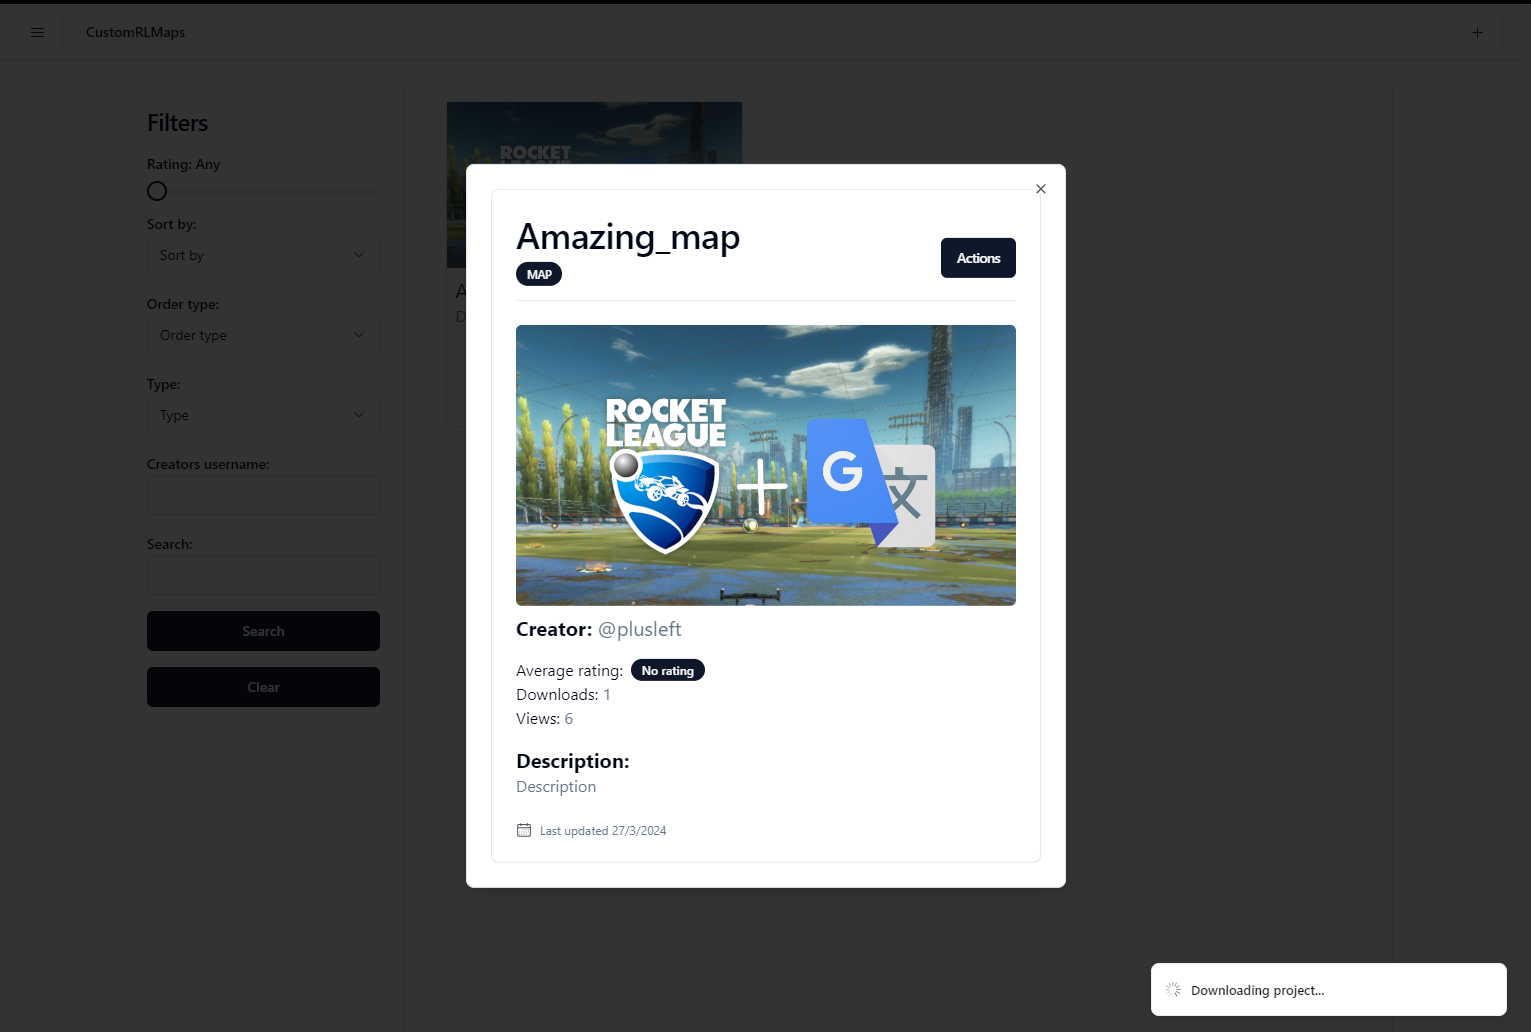 CustomRLMaps
Filters
Rating: Any
Sort by:
Sort by
Order type:
Order type
Type:
Type
Creators username:
Search:
Search
Clear
ROCKET
A
D
Amazing_map
MAP
Actions
ROCKET
LEAGUE
G
文
Creator: @plusleft
Average rating: No rating
Downloads: 1
Views: 6
Description:
Description
Last updated 27/3/2024
Downloading project...